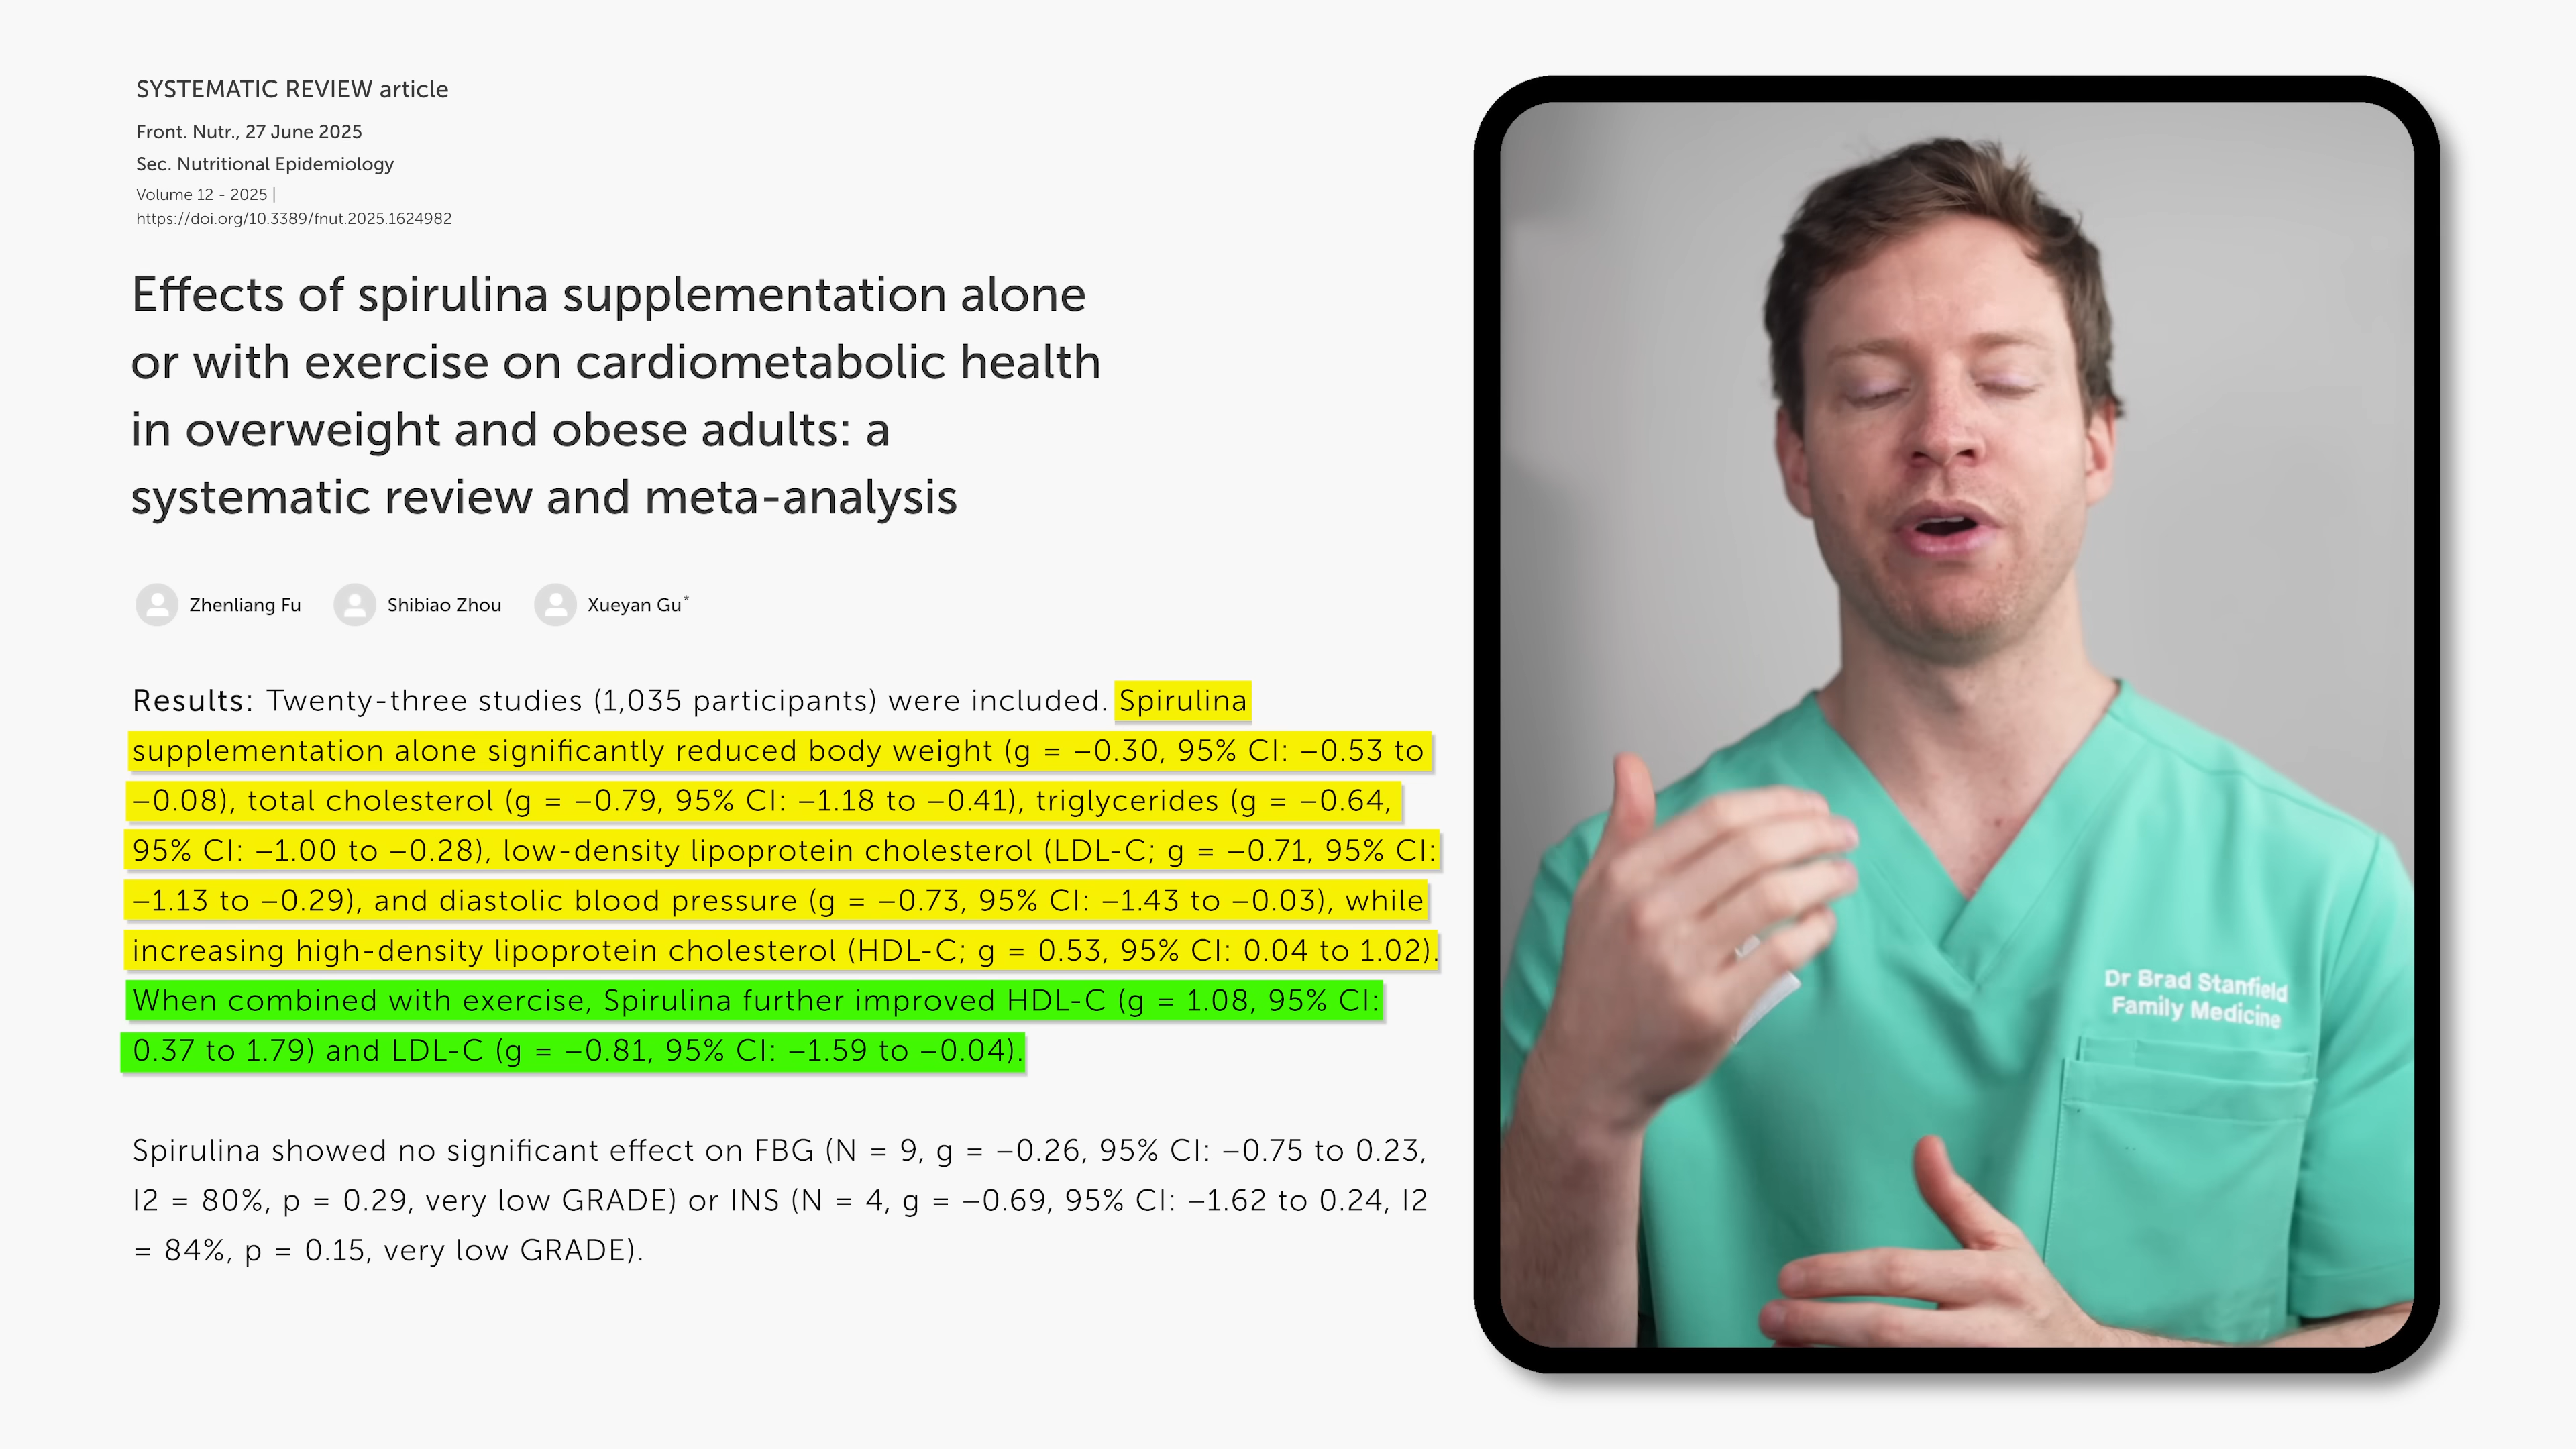 SYSTEMATIC REVIEW article
Front. Nutr., 27 June 2025
Sec. Nutritional Epidemiology
Volume 12 - 2025 |
https://doi.org/10.3389/fnut.2025.1624982
Effects of spirulina supplementation alone
or with exercise on cardiometabolic health
in overweight and obese adults: a
systematic review and meta-analysis
Zhenliang Fu Shibiao Zhou Xueyan Gu*
Results: Twenty-three studies (1,035 participants) were included. Spirulina
supplementation alone significantly reduced body weight (g = −0.30, 95% CI: −0.53 to
−0.08), total cholesterol (g = −0.79, 95% CI: −1.18 to −0.41), triglycerides (g = −0.64,
95% CI: −1.00 to −0.28), low-density lipoprotein cholesterol (LDL-C; g = −0.71, 95% CI:
−1.13 to −0.29), and diastolic blood pressure (g = −0.73, 95% CI: −1.43 to −0.03), while
increasing high-density lipoprotein cholesterol (HDL-C; g = 0.53, 95% CI: 0.04 to 1.02).
When combined with exercise, Spirulina further improved HDL-C (g = 1.08, 95% CI:
0.37 to 1.79) and LDL-C (g = −0.81, 95% CI: −1.59 to −0.04).
Spirulina showed no significant effect on FBG (N = 9, g = −0.26, 95% CI: −0.75 to 0.23,
I2 = 80%, p = 0.29, very low GRADE) or INS (N = 4, g = −0.69, 95% CI: −1.62 to 0.24, I2
= 84%, p = 0.15, very low GRADE).
Dr Brad Stanfield
Family Medicine